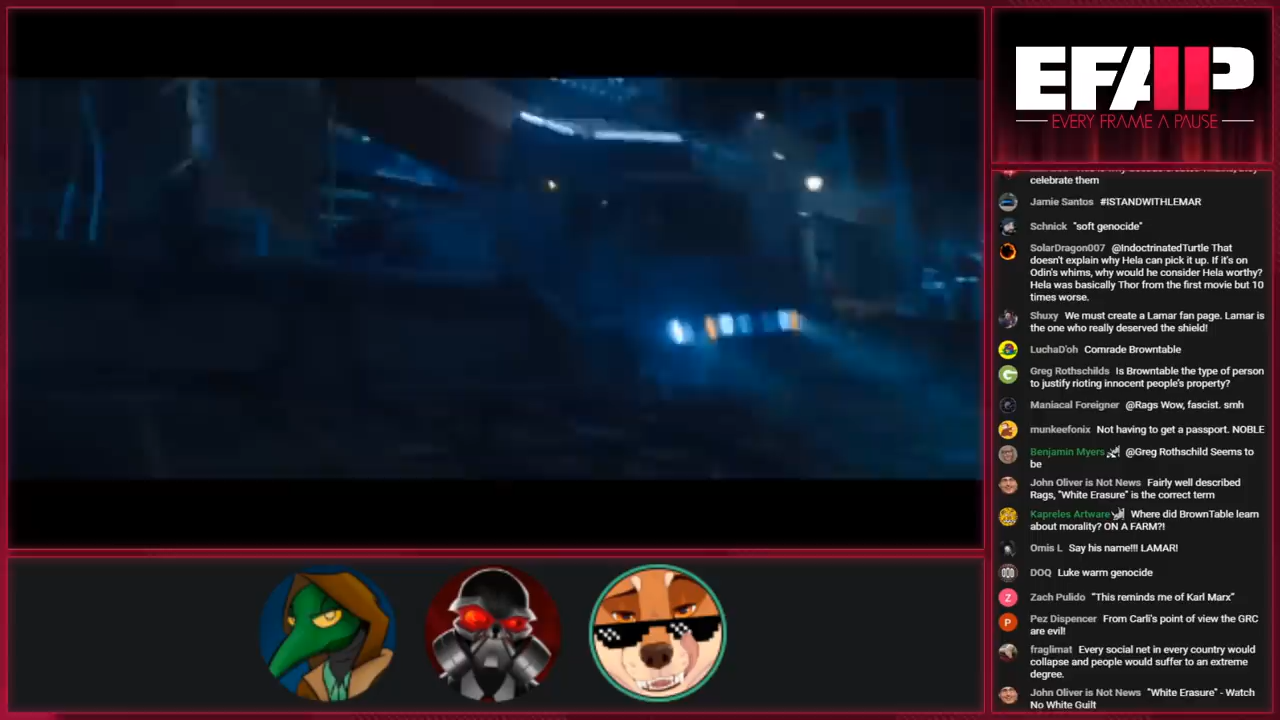 EFAP
EVERY FRAME A PAUSE
celebrate them
Jamie Santos #ISTANDWITHLEMAR
Schnick "soft genocide"
SolarDragon007 @IndoctrinatedTurtle That
doesn't explain why Hela can pick it up. If it's on
Odin's whims, why would he consider Hela worthy?
Hela was basically Thor from the first movie but 10
times worse.
Shuxy We must create a Lamar fan page. Lamar is
the one who really deserved the shield!
LuchaD'oh Comrade Browntable
Greg Rothschilds Is Browntable the type of person
to justify rioting innocent people's property?
Maniacal Foreigner @Rags Wow, fascist. smh
munkeefonix Not having to get a passport. NOBLE
Benjamin Myers @Greg Rothschild Seems to
be
John Oliver is Not News Fairly well described
Rags, "White Erasure" is the correct term
Kapreles Artware Where did BrownTable learn
about morality? ON A FARM?!
Omis L Say his name!!! LAMAR!
DOQ Luke warm genocide
Z
Zach Pulido "This reminds me of Karl Marx"
P
Pez Dispencer From Carli's point of view the GRC
are evil!
fraglimat Every social net in every country would
collapse and people would suffer to an extreme
degree.
John Oliver is Not News "White Erasure" - Watch
No White Guilt